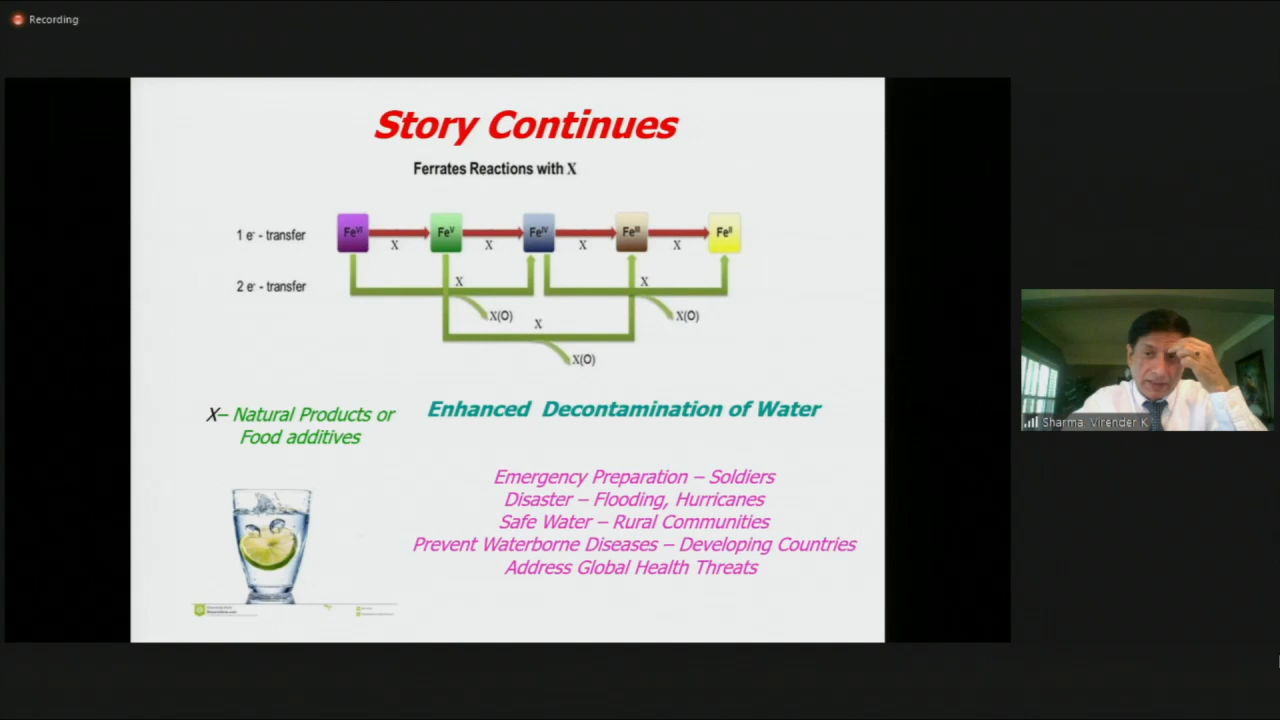 Recording
Story Continues
Ferrates Reactions with X
1 e⁻ - transfer
Fe^VI
Fe^V
Fe^IV
Fe^III
Fe^II
X
X
X
X
2 e⁻ - transfer
X
X
X(O)
X
X(O)
X(O)
X– Natural Products or
Food additives
Enhanced Decontamination of Water
Emergency Preparation – Soldiers
Disaster – Flooding, Hurricanes
Safe Water – Rural Communities
Prevent Waterborne Diseases – Developing Countries
Address Global Health Threats
Sharma, Virender K